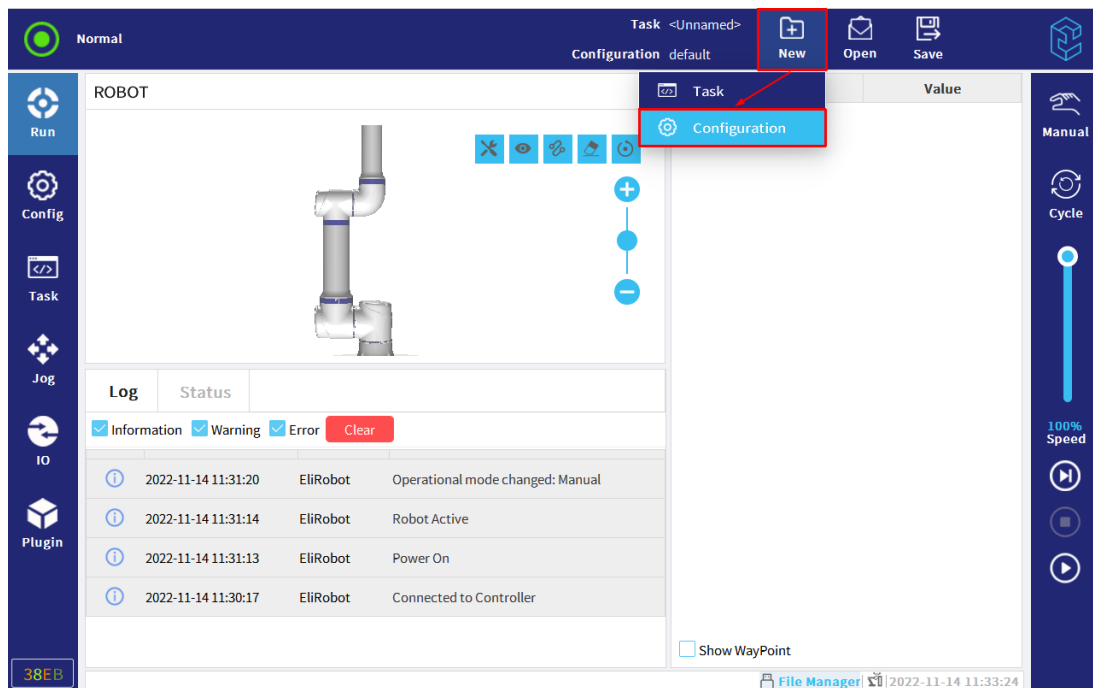 Normal
Task <Unnamed>
Configuration default
New
Open
Save
Task
Configuration
Value
Run
Config
Task
Jog
IO
Plugin
38EB
ROBOT
Log
Status
Information
Warning
Error
Clear
2022-11-14 11:31:20 EliRobot Operational mode changed: Manual
2022-11-14 11:31:14 EliRobot Robot Active
2022-11-14 11:31:13 EliRobot Power On
2022-11-14 11:30:17 EliRobot Connected to Controller
Show WayPoint
Manual
Cycle
100%
Speed
File Manager
2022-11-14 11:33:24